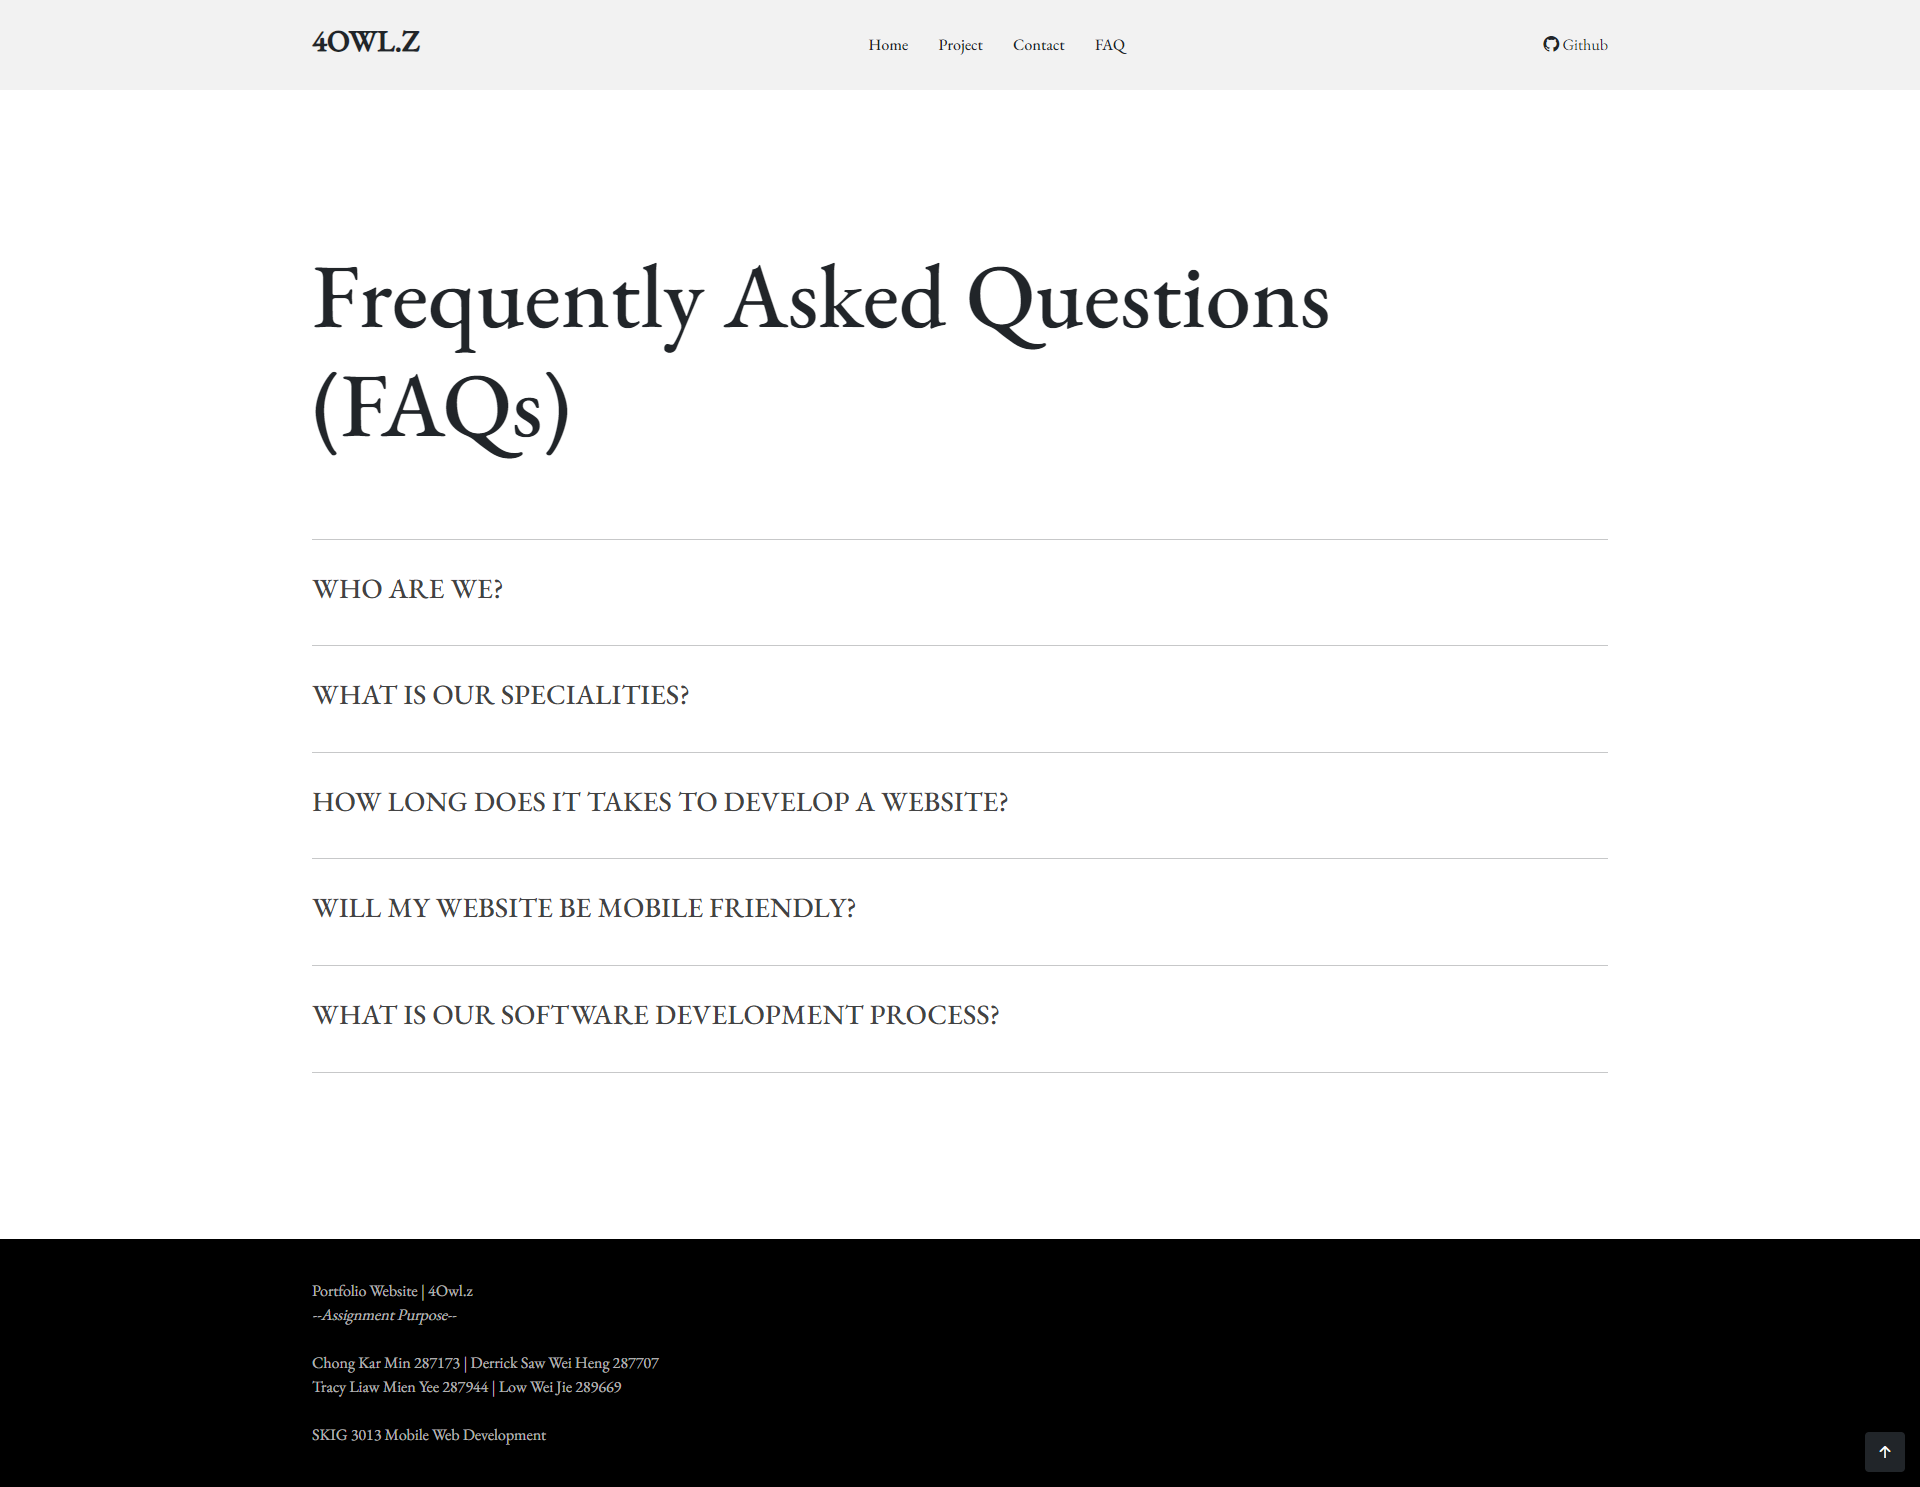 4OWL.Z
Home Project Contact FAQ
Github
Frequently Asked Questions
(FAQs)
WHO ARE WE?
WHAT IS OUR SPECIALITIES?
HOW LONG DOES IT TAKES TO DEVELOP A WEBSITE?
WILL MY WEBSITE BE MOBILE FRIENDLY?
WHAT IS OUR SOFTWARE DEVELOPMENT PROCESS?
Portfolio Website | 4Owl.z
--Assignment Purpose--
Chong Kar Min 287173 | Derrick Saw Wei Heng 287707
Tracy Liaw Mien Yee 287944 | Low Wei Jie 289669
SKIG 3013 Mobile Web Development